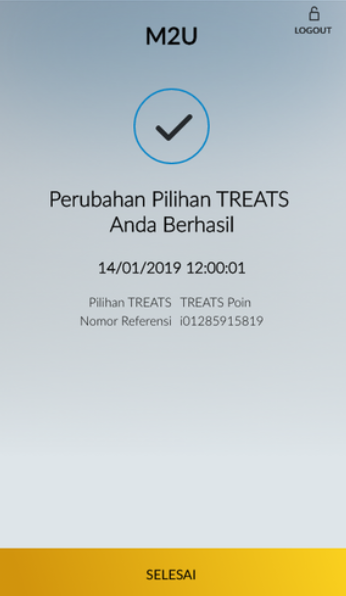 M2U
LOGOUT
Perubahan Pilihan TREATS
Anda Berhasil
14/01/2019 12:00:01
Pilihan TREATS TREATS Poin
Nomor Referensi i01285915819
SELESAI